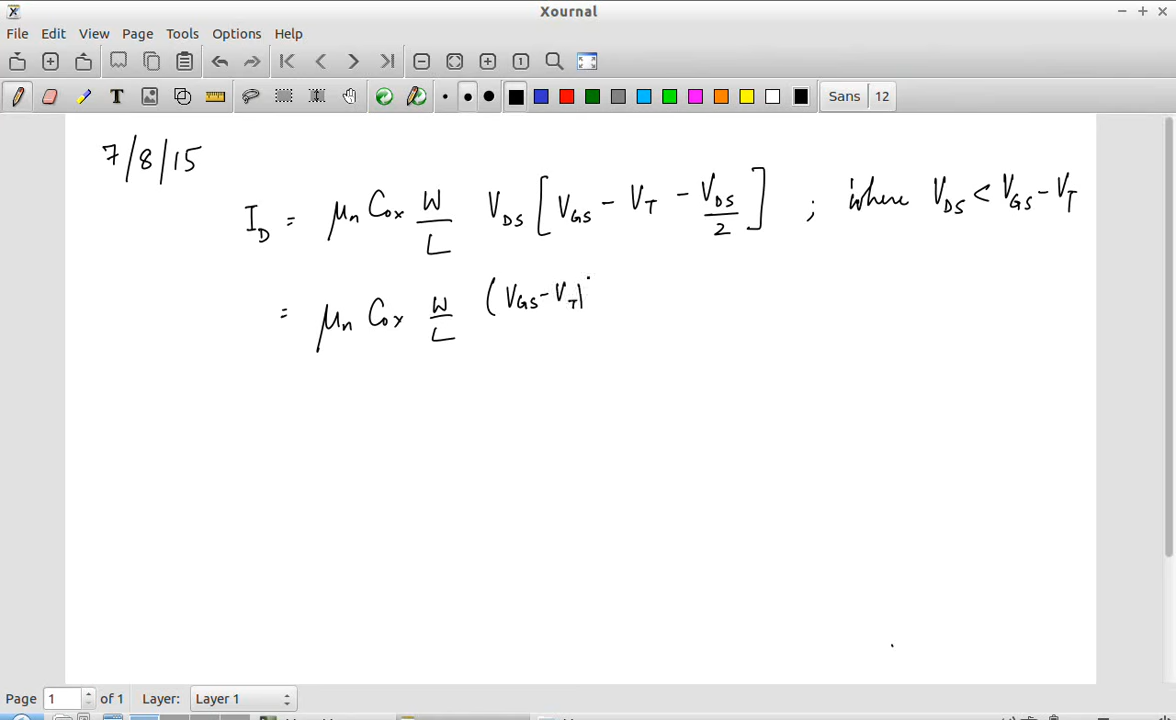 Xournal
File Edit View Page Tools Options Help
Sans 12
7/8/15
I_D = μn Cox W/L V_DS [V_GS - V_T - V_DS/2] ; where V_DS < V_GS - V_T
= μn Cox W/L (V_GS - V_T)
Page 1 of 1 Layer: Layer 1